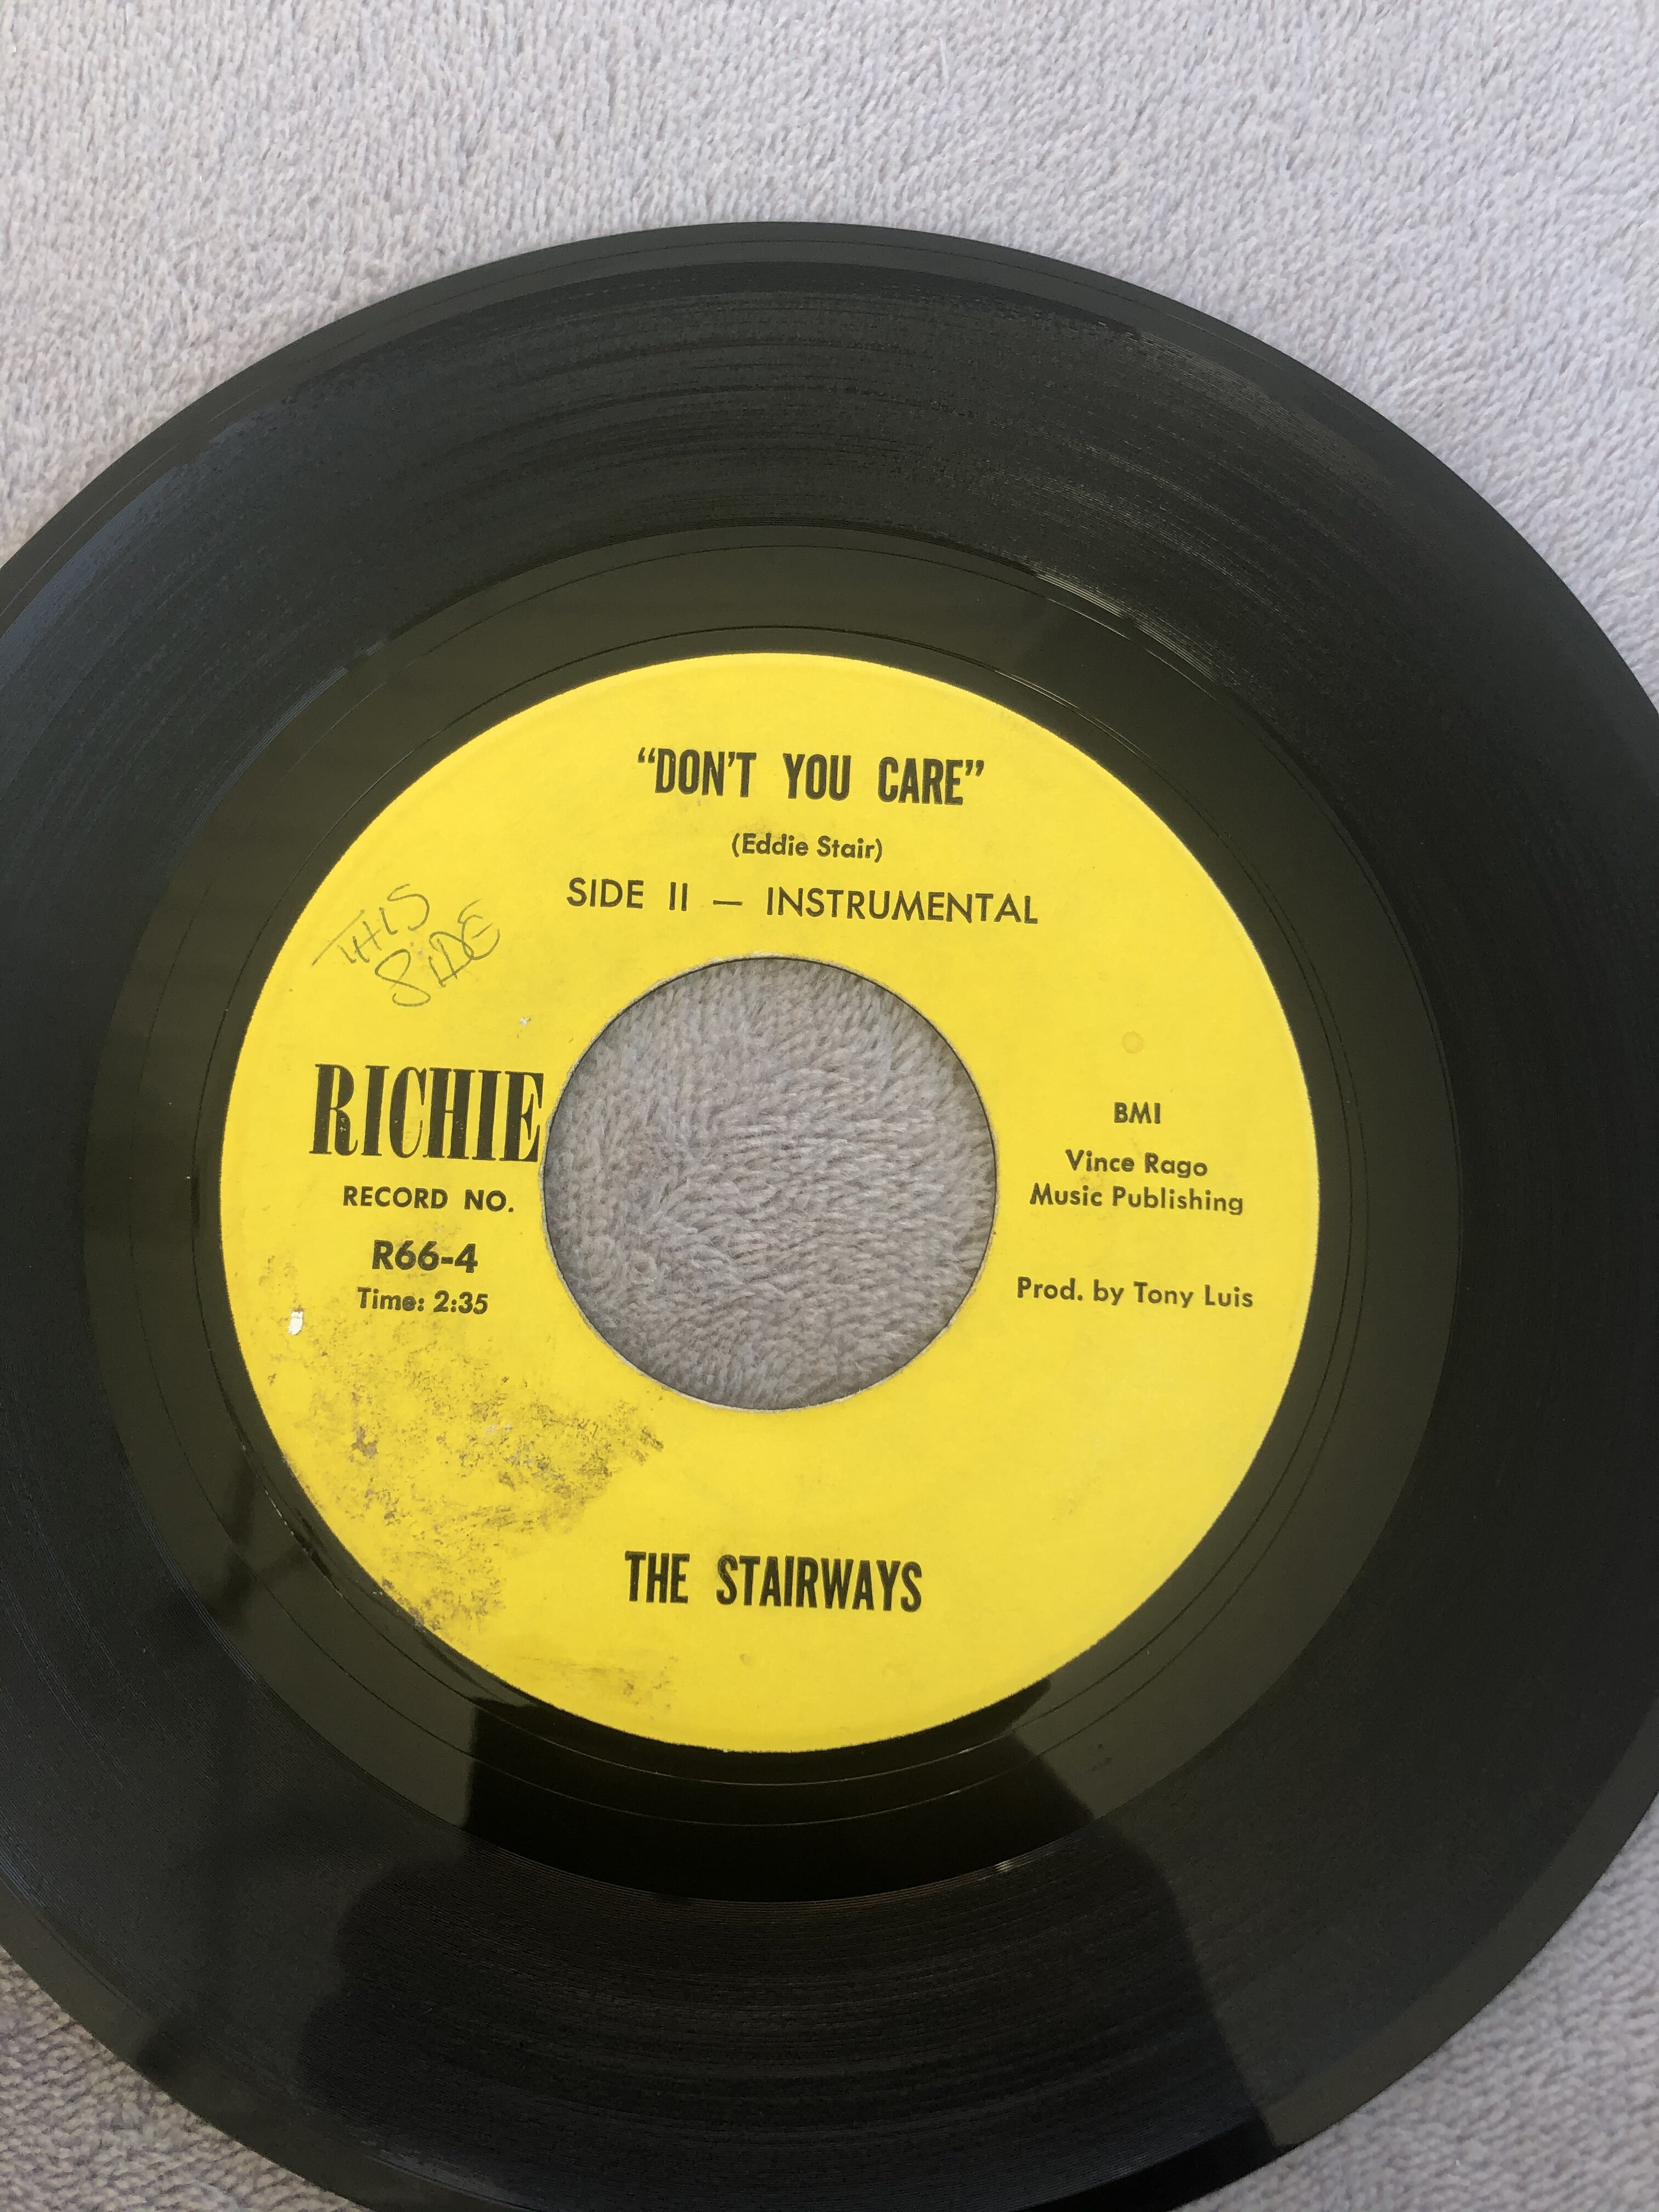 “DON'T YOU CARE”
(Eddie Stair)
SIDE II — INSTRUMENTAL
THIS
SIDE
RICHIE
RECORD NO.
R66-4
Time: 2:35
BMI
Vince Rago
Music Publishing
Prod. by Tony Luis
THE STAIRWAYS